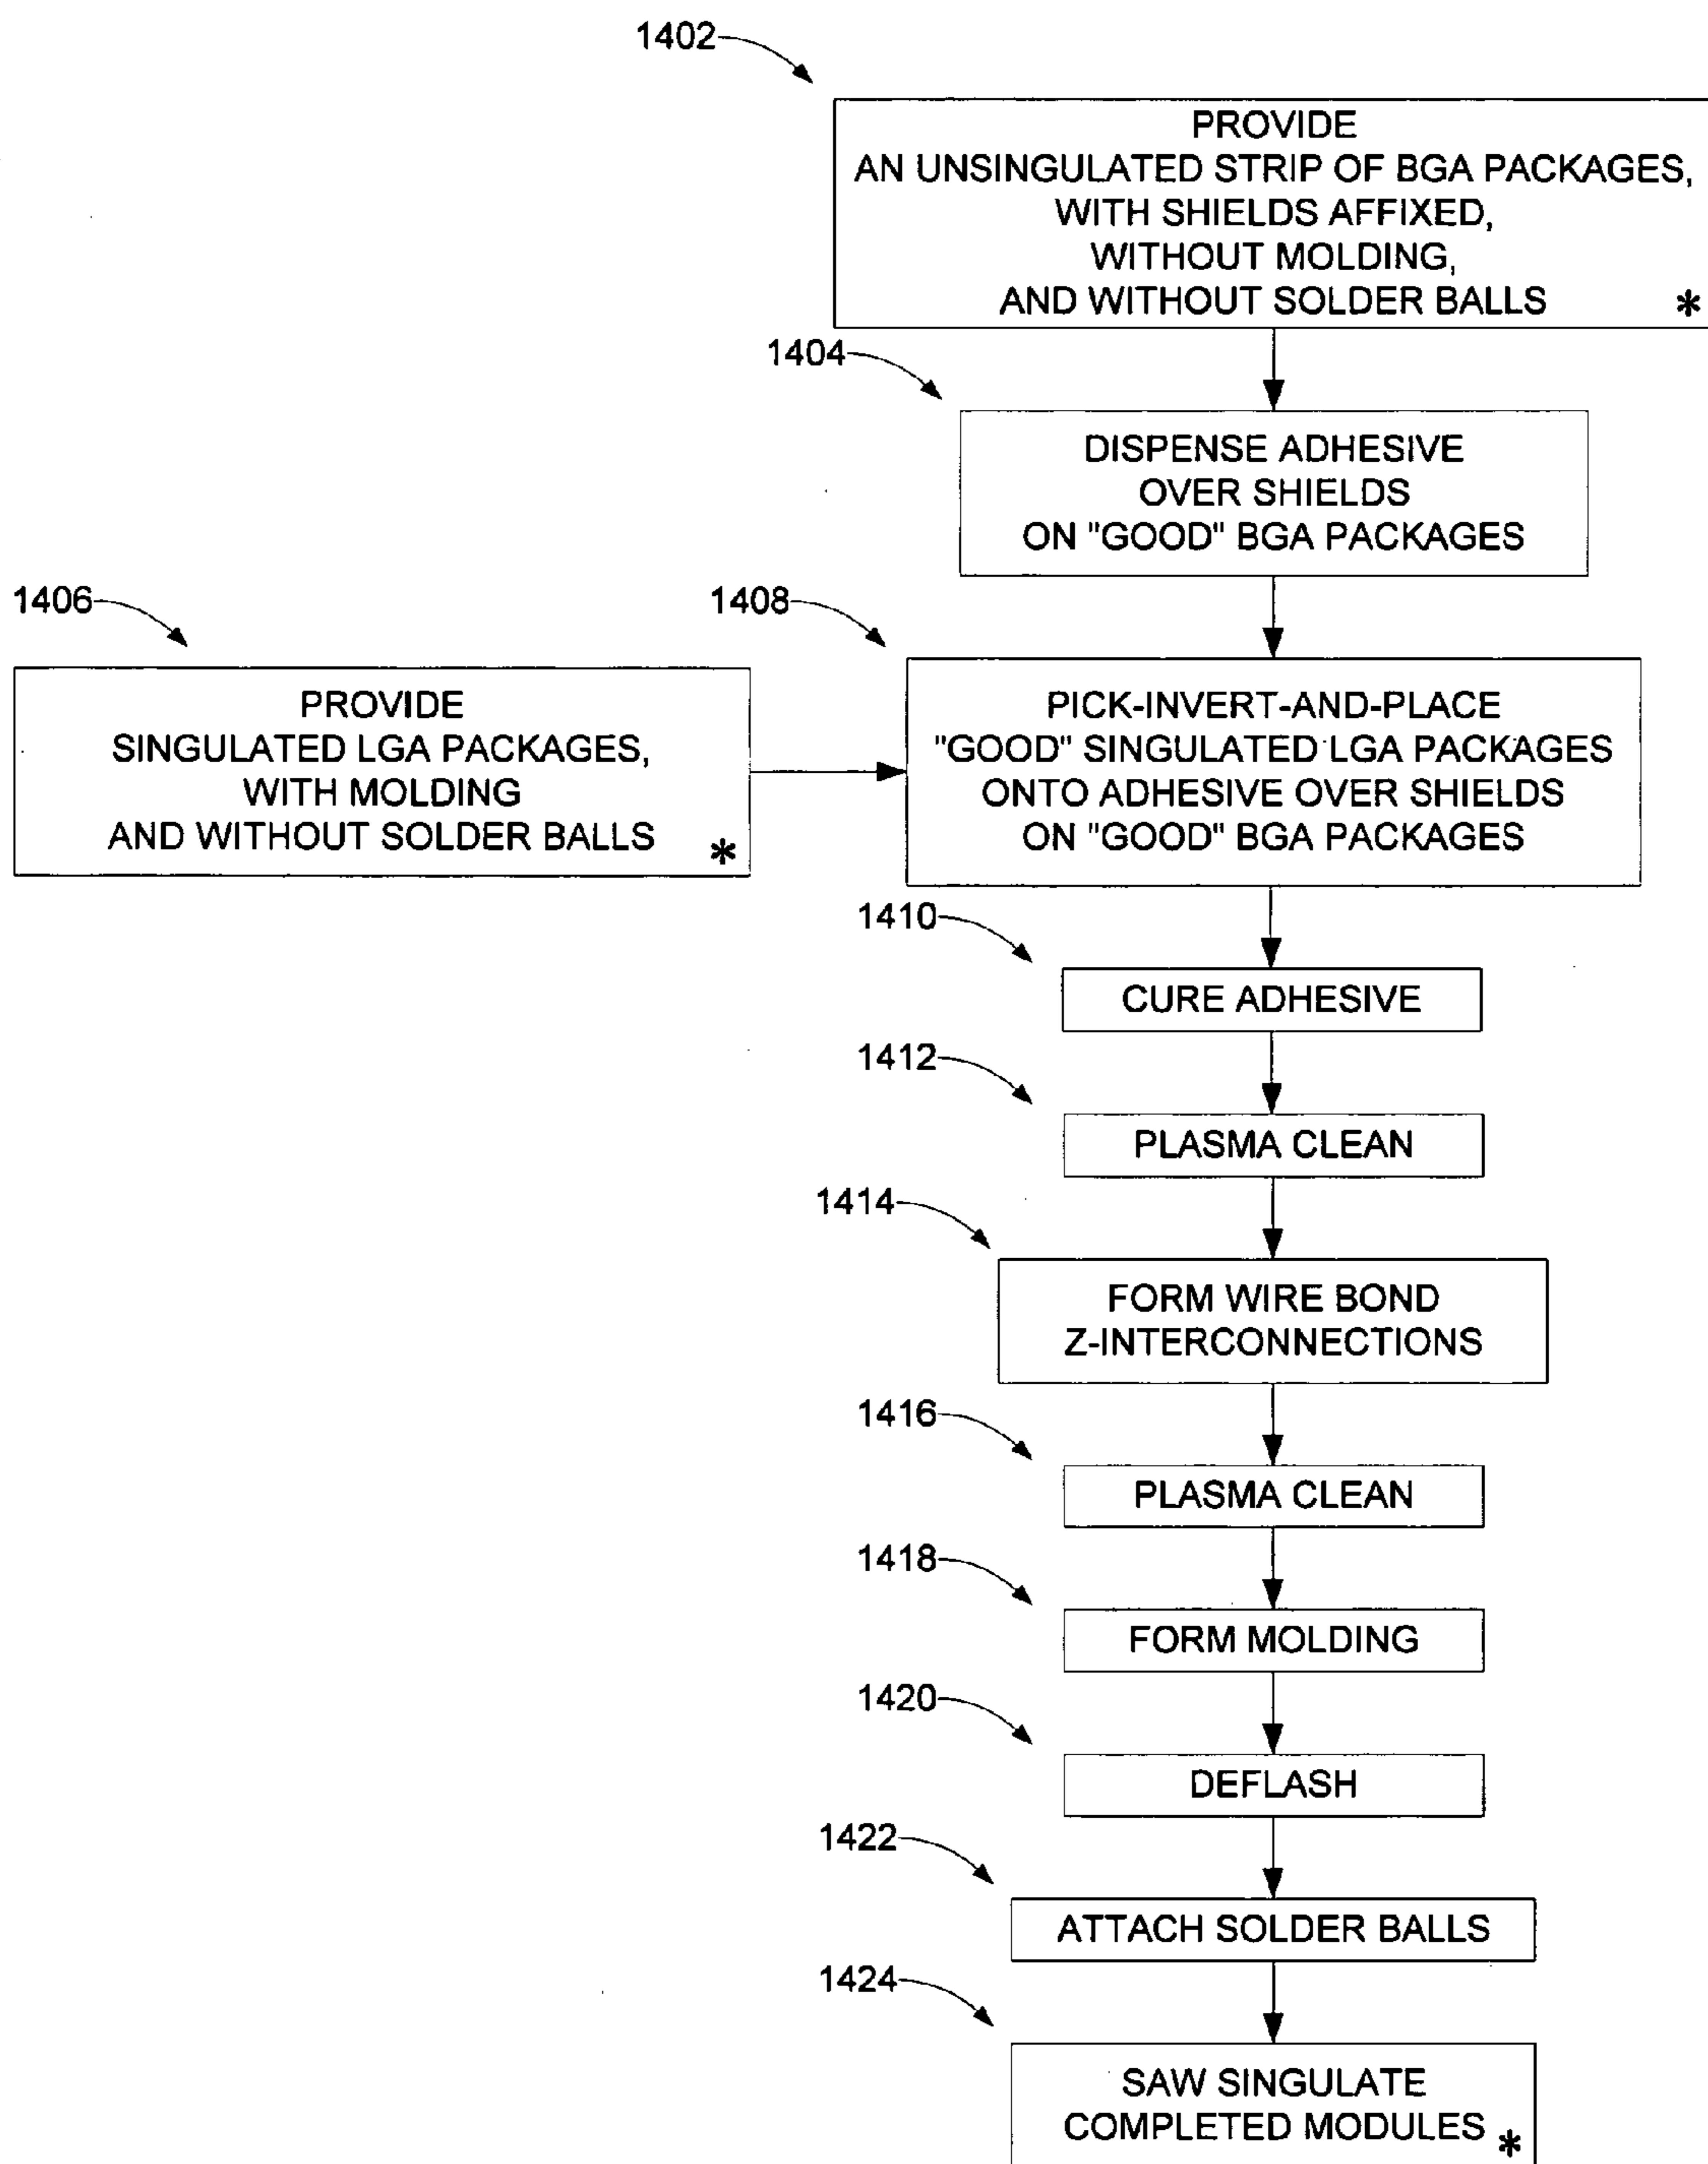 1402
PROVIDE
AN UNSINGULATED STRIP OF BGA PACKAGES,
WITH SHIELDS AFFIXED,
WITHOUT MOLDING,
AND WITHOUT SOLDER BALLS *
1404
DISPENSE ADHESIVE
OVER SHIELDS
ON "GOOD" BGA PACKAGES
1406
PROVIDE
SINGULATED LGA PACKAGES,
WITH MOLDING
AND WITHOUT SOLDER BALLS *
1408
PICK-INVERT-AND-PLACE
"GOOD" SINGULATED LGA PACKAGES
ONTO ADHESIVE OVER SHIELDS
ON "GOOD" BGA PACKAGES
1410
CURE ADHESIVE
1412
PLASMA CLEAN
1414
FORM WIRE BOND
Z-INTERCONNECTIONS
1416
PLASMA CLEAN
1418
FORM MOLDING
1420
DEFLASH
1422
ATTACH SOLDER BALLS
1424
SAW SINGULATE
COMPLETED MODULES *